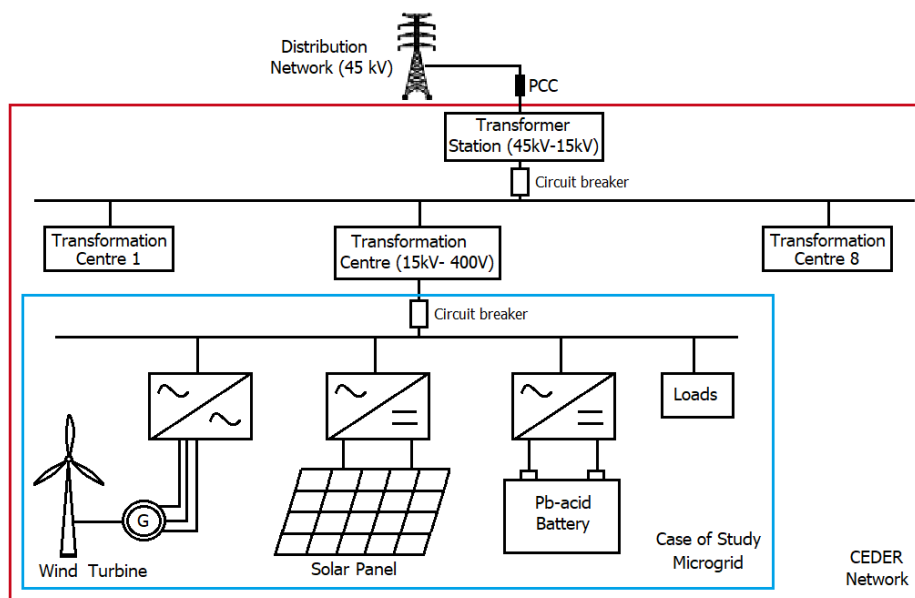 Distribution
Network (45 kV)
PCC
Transformer
Station (45kV-15kV)
Circuit breaker
Transformation
Centre 1
Transformation
Centre (15kV- 400V)
Transformation
Centre 8
Circuit breaker
Loads
G
Pb-acid
Battery
Wind Turbine
Solar Panel
Case of Study
Microgrid
CEDER
Network